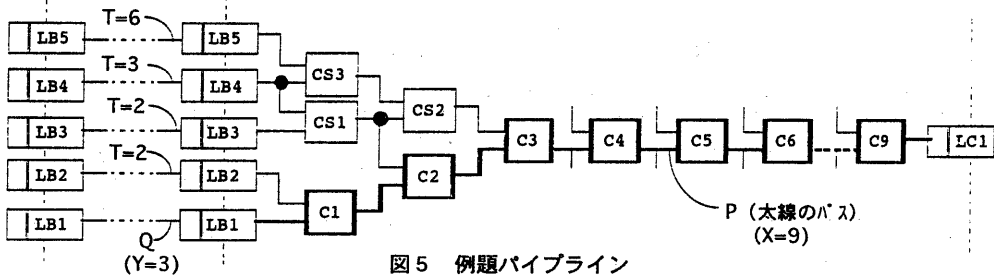 T=6
LB5
LB5
T=3
LB4
LB4
CS3
T=2
LB3
LB3
CS1
CS2
T=2
LB2
LB2
C1
C2
C3
C4
C5
C6
C9
LC1
LB1
LB1
Q
(Y=3)
P (太線のパス)
(X=9)
図5 例題パイプライン